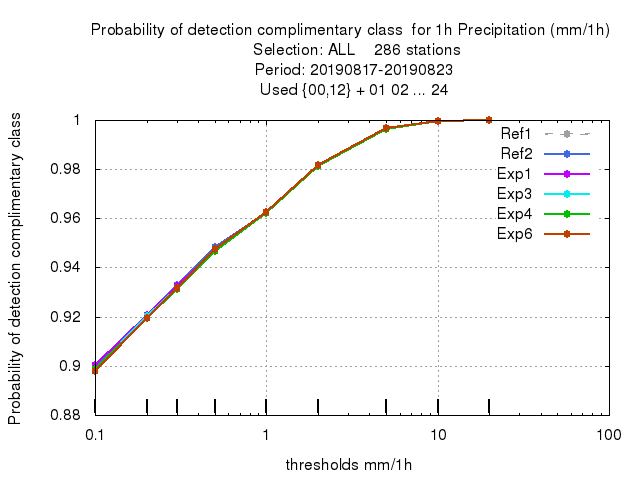 Probability of detection complimentary class  for 1h Precipitation (mm/1h)
Selection: ALL    286 stations
Period: 20190817-20190823
Used {00,12} + 01 02 ... 24
Probability of detection complimentary class
1
0.98
0.96
0.94
0.92
0.9
0.88
Ref1
Ref2
Exp1
Exp3
Exp4
Exp6
0.1 1 10 100
thresholds mm/1h